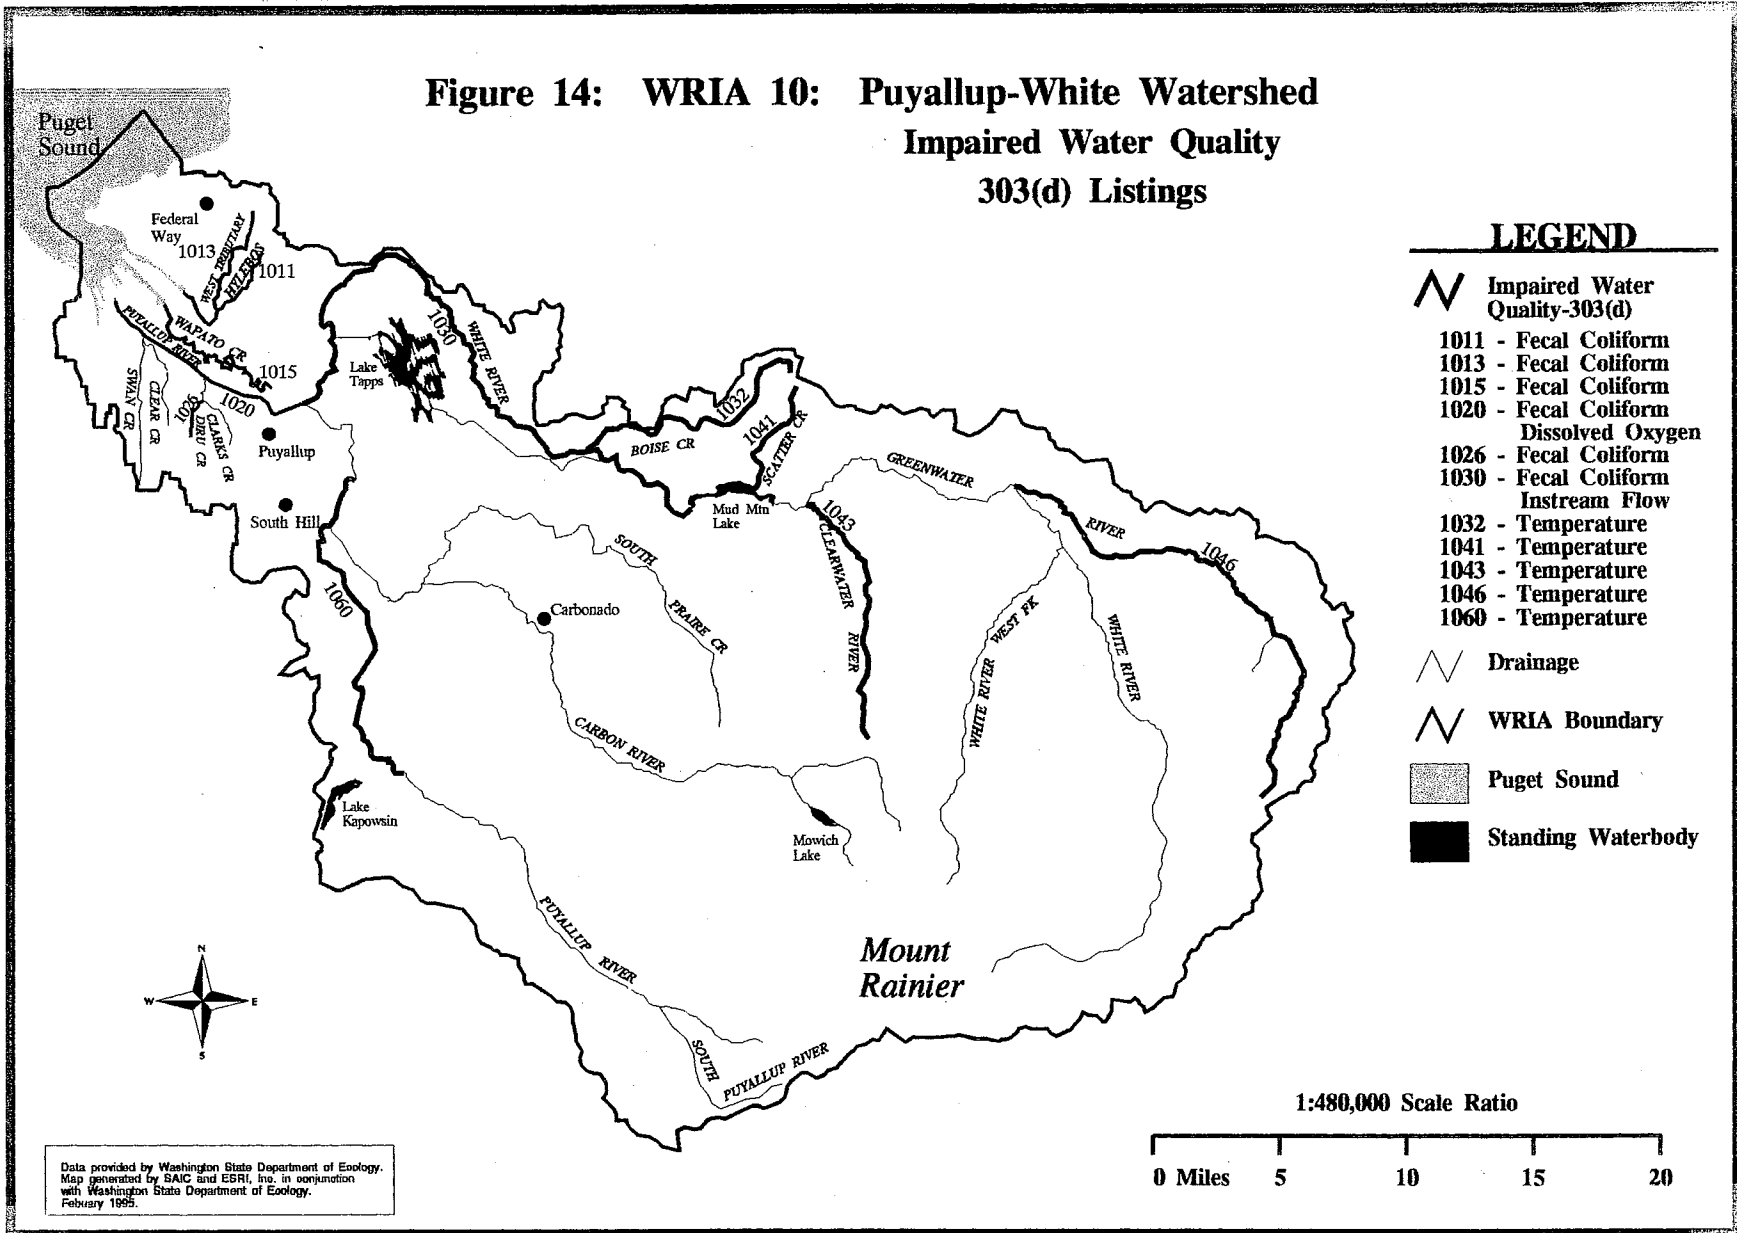 Figure 14: WRIA 10: Puyallup-White Watershed
Impaired Water Quality
303(d) Listings
Puget
Sound
Federal
Way
1013
WEST TRIBUTARY
HYLEBOS
1011
WAPATO CR
PUYALLUP RIVER
1015
1020
SWAN CR
CLEAR CR
1026
DIRU CR
CLARKS CR
Puyallup
South Hill
Lake
Tapps
1030
WHITE RIVER
BOISE CR
1032
1041
SCATTER CR
Mud Mtn
Lake
GREENWATER
RIVER
1046
1043
CLEARWATER
RIVER
SOUTH
PRAIRE CR
Carbonado
1060
CARBON RIVER
WHITE RIVER
WEST FK
WHITE RIVER
Lake
Kapowsin
Mowich
Lake
PUYALLUP
RIVER
SOUTH
PUYALLUP RIVER
Mount
Rainier
N
W
E
S
LEGEND
Impaired Water
Quality-303(d)
1011 - Fecal Coliform
1013 - Fecal Coliform
1015 - Fecal Coliform
1020 - Fecal Coliform
Dissolved Oxygen
1026 - Fecal Coliform
1030 - Fecal Coliform
Instream Flow
1032 - Temperature
1041 - Temperature
1043 - Temperature
1046 - Temperature
1060 - Temperature
Drainage
WRIA Boundary
Puget Sound
Standing Waterbody
1:480,000 Scale Ratio
0 Miles 5 10 15 20
Data provided by Washington State Department of Ecology.
Map generated by SAIC and ESRI, Inc. in conjunction
with Washington State Department of Ecology.
Febuary 1995.